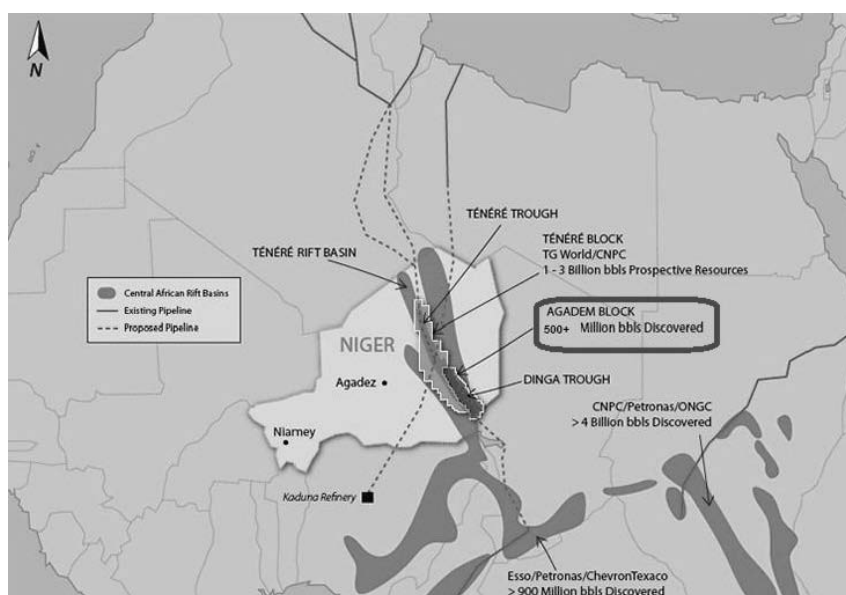 N
TÉNÉRÉ TROUGH
TÉNÉRÉ RIFT BASIN
TÉNÉRÉ BLOCK
TG World/CNPC
1 - 3 Billion bbls Prospective Resources
Central African Rift Basins
Existing Pipeline
Proposed Pipeline
AGADEM BLOCK
500+ Million bbls Discovered
NIGER
Agadez
DINGA TROUGH
Niamey
CNPC/Petronas/ONGC
> 4 Billion bbls Discovered
Kaduna Refinery
Esso/Petronas/ChevronTexaco
> 900 Million bbls Discovered